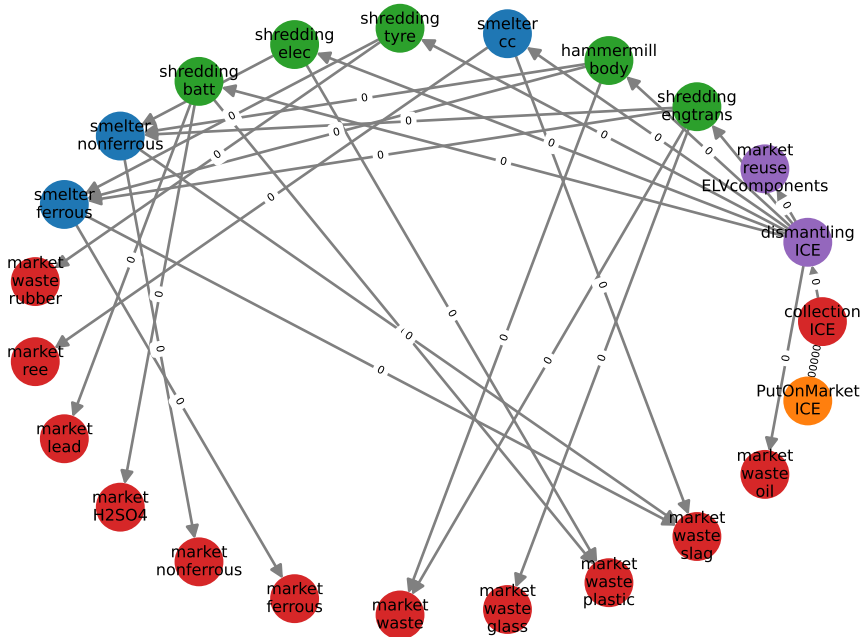 shredding
tyre
smelter
cc
shredding
elec
hammermill
body
shredding
batt
shredding
engtrans
0
0
0
smelter
nonferrous
0
0
0
0
0
0
0
market
reuse
ELVcomponents
0
smelter
ferrous
0
0
dismantling
ICE
0
market
waste
rubber
0
0
0
0
collection
ICE
0
0
0
0
market
ree
0
0
0
0
00000
0
PutOnMarket
ICE
0
market
lead
market
waste
oil
market
H2SO4
market
waste
slag
market
nonferrous
market
waste
plastic
market
ferrous
market
waste
glass
market
waste